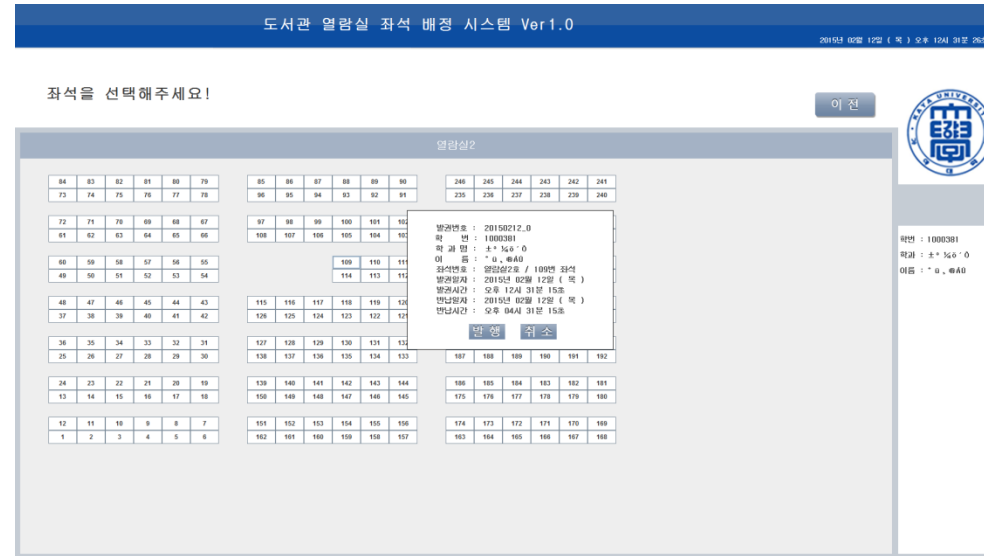 도서관 열람실 좌석 배정 시스템 Ver1.0
2015년 02월 12일 ( 목 ) 오후 12시 31분 26초
좌석을 선택해주세요!
이 전
열람실2
84 83 82 81 80 79 85 86 87 88 89 90 246 245 244 243 242 241
73 74 75 76 77 78 96 95 94 93 92 91 235 236 237 238 239 240
72 71 70 69 68 67 97 98 99 100 101 102
61 62 63 64 65 66 108 107 106 105 104 103
60 59 58 57 56 55 109 110 111
49 50 51 52 53 54 114 113 112
48 47 46 45 44 43 115 116 117 118 119 120
37 38 39 40 41 42 126 125 124 123 122 121
36 35 34 33 32 31 127 128 129 130 131 132
25 26 27 28 29 30 138 137 136 135 134 133 187 188 189 190 191 192
24 23 22 21 20 19 139 140 141 142 143 144 186 185 184 183 182 181
13 14 15 16 17 18 150 149 148 147 146 145 175 176 177 178 179 180
12 11 10 9 8 7 151 152 153 154 155 156 174 173 172 171 170 169
1 2 3 4 5 6 162 161 160 159 158 157 163 164 165 166 167 168
발권번호 : 20150212_0
학 번 : 1000381
학 과 명 : ±³¼ö´Ô
이 름 :
좌석번호 : 열람실2호 / 109번 좌석
발권일자 : 2015년 02월 12일 ( 목 )
발권시간 : 오후 12시 31분 15초
반납일자 : 2015년 02월 12일 ( 목 )
반납시간 : 오후 04시 31분 15초
발 행 취 소
학번 : 1000381
학과 : ±³¼ö´Ô
이름 :